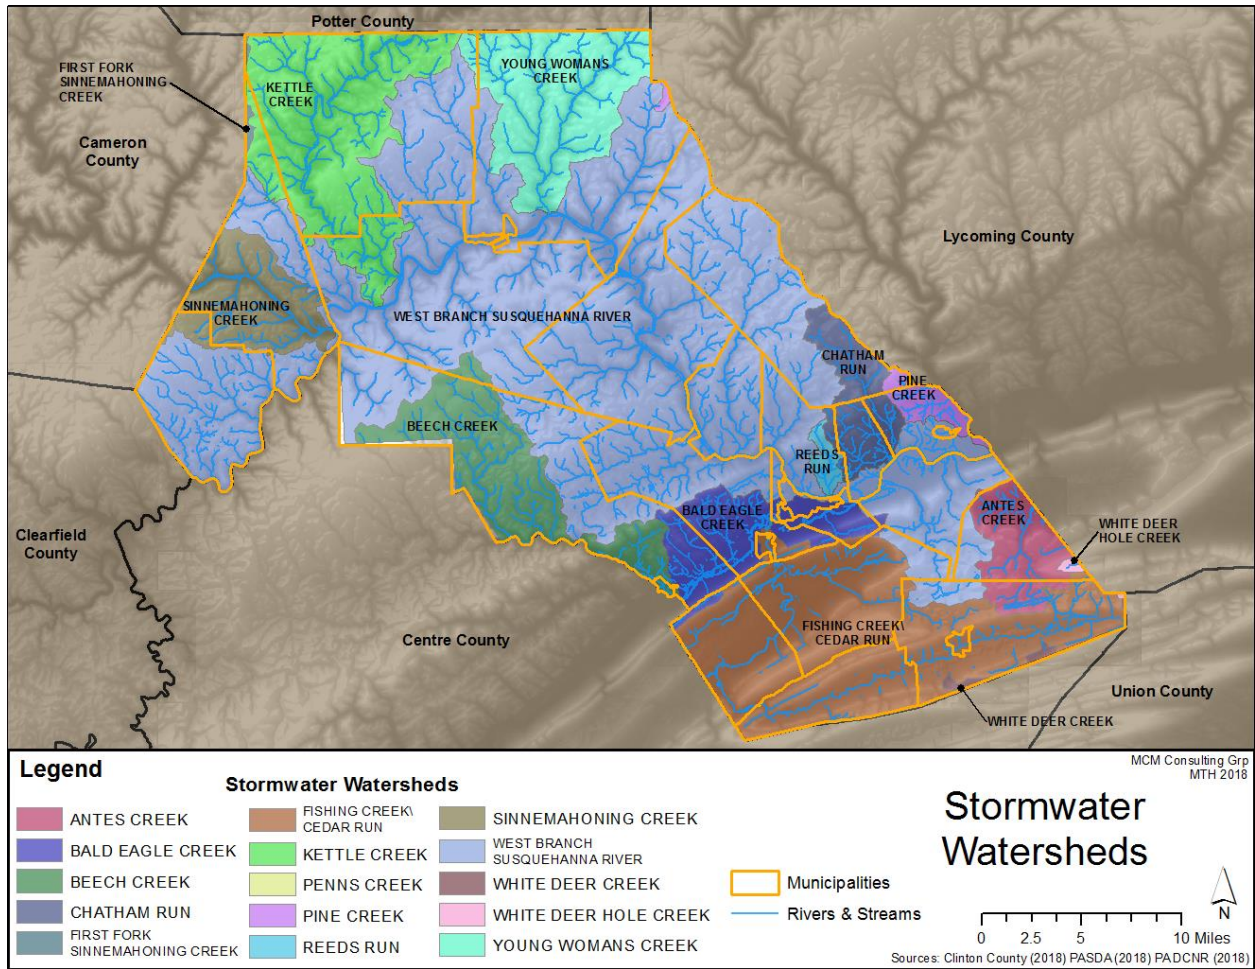 Potter County
FIRST FORK
SINNEMAHONING
CREEK
KETTLE
CREEK
YOUNG WOMANS
CREEK
Cameron
County
Lycoming County
SINNEMAHONING
CREEK
WEST BRANCH SUSQUEHANNA RIVER
CHATHAM
RUN
PINE
CREEK
BEECH CREEK
REEDS
RUN
BALD EAGLE
CREEK
ANTES
CREEK
WHITE DEER
HOLE CREEK
Clearfield
County
Centre County
FISHING CREEK\
CEDAR RUN
Union County
WHITE DEER CREEK
Legend
Stormwater Watersheds
ANTES CREEK
BALD EAGLE CREEK
BEECH CREEK
CHATHAM RUN
FIRST FORK
SINNEMAHONING CREEK
FISHING CREEK\
CEDAR RUN
KETTLE CREEK
PENNS CREEK
PINE CREEK
REEDS RUN
SINNEMAHONING CREEK
WEST BRANCH
SUSQUEHANNA RIVER
WHITE DEER CREEK
WHITE DEER HOLE CREEK
YOUNG WOMANS CREEK
Municipalities
Rivers & Streams
MCM Consulting Grp
MTH 2018
Stormwater
Watersheds
N
0 2.5 5 10 Miles
Sources: Clinton County (2018) PASDA (2018) PADCNR (2018)